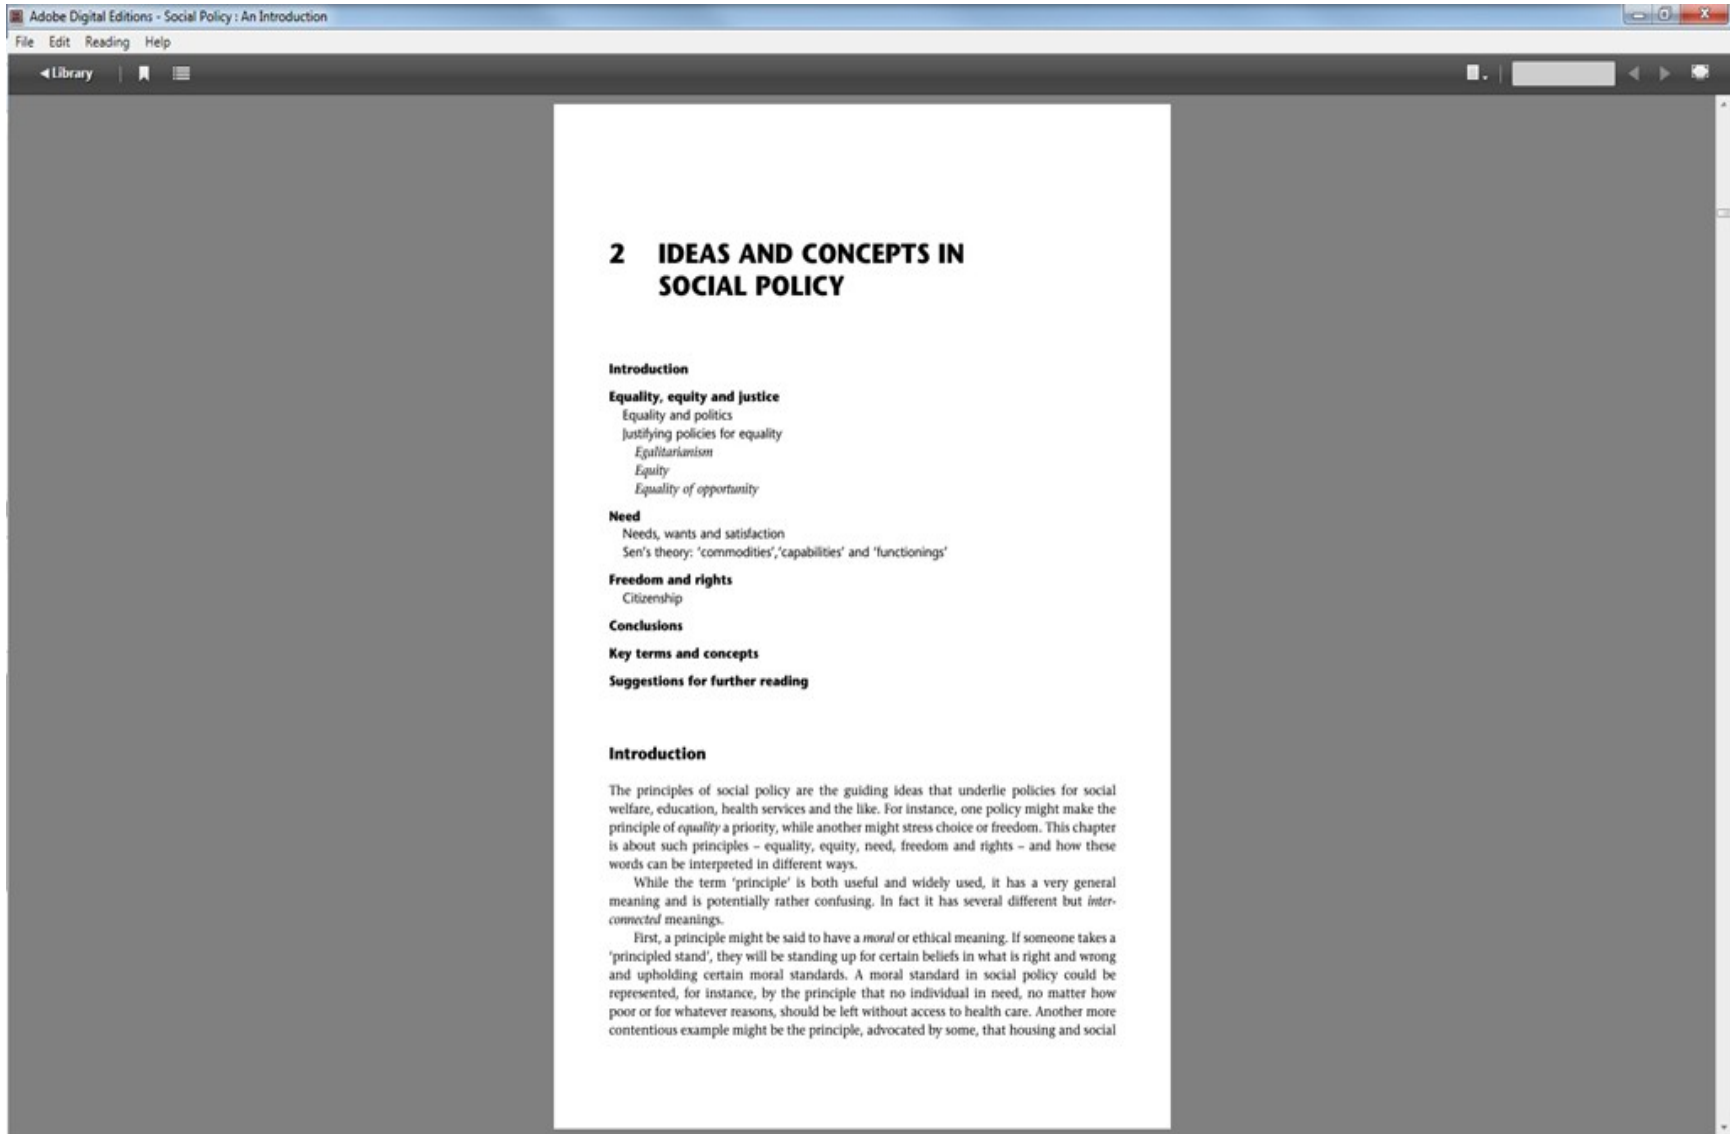 Adobe Digital Editions - Social Policy : An Introduction
File Edit Reading Help
Library
2 IDEAS AND CONCEPTS IN
SOCIAL POLICY
Introduction
Equality, equity and justice
Equality and politics
Justifying policies for equality
Egalitarianism
Equity
Equality of opportunity
Need
Needs, wants and satisfaction
Sen's theory: 'commodities','capabilities' and 'functionings'
Freedom and rights
Citizenship
Conclusions
Key terms and concepts
Suggestions for further reading
Introduction
The principles of social policy are the guiding ideas that underlie policies for social
welfare, education, health services and the like. For instance, one policy might make the
principle of equality a priority, while another might stress choice or freedom. This chapter
is about such principles – equality, equity, need, freedom and rights – and how these
words can be interpreted in different ways.
While the term 'principle' is both useful and widely used, it has a very general
meaning and is potentially rather confusing. In fact it has several different but inter-
connected meanings.
First, a principle might be said to have a moral or ethical meaning. If someone takes a
'principled stand', they will be standing up for certain beliefs in what is right and wrong
and upholding certain moral standards. A moral standard in social policy could be
represented, for instance, by the principle that no individual in need, no matter how
poor or for whatever reasons, should be left without access to health care. Another more
contentious example might be the principle, advocated by some, that housing and social